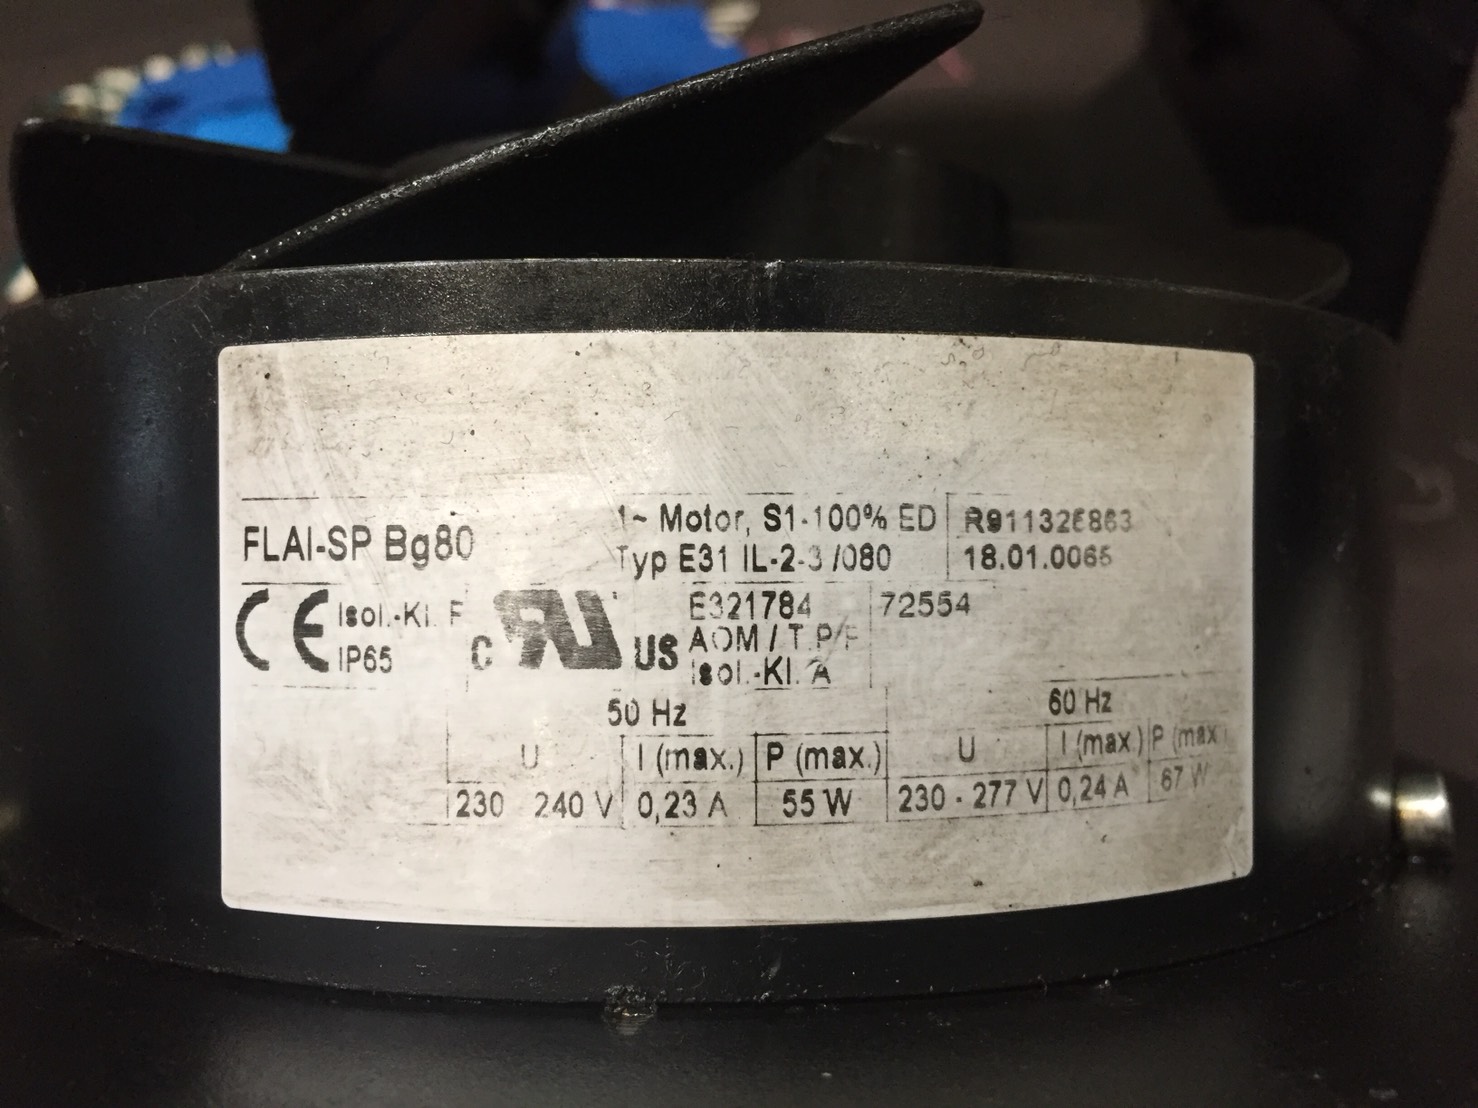 FLAI-SP Bg80
1~ Motor, S1-100% ED
Typ E31 IL-2-3 /080
18.01.0065
CE Isol.-Kl. F
IP65
C RU US
E321784
AOM / T.P/F
Isol.-Kl. A
72554
50 Hz
60 Hz
U I (max.) P (max.) U I (max.) P (max.)
230 240 V 0,23 A 55 W 230 - 277 V 0,24 A 67 W